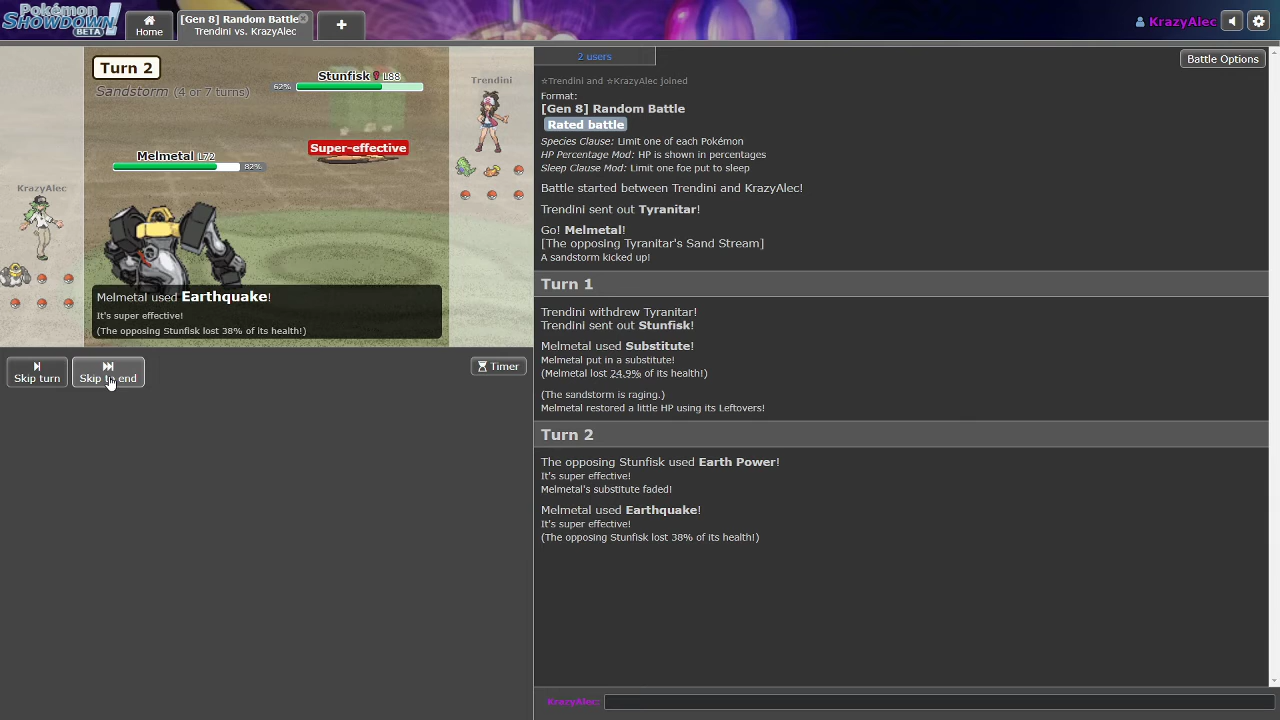 Pokémon
SHOWDOWN!
BETA
Home
[Gen 8] Random Battle
Trendini vs. KrazyAlec
+
KrazyAlec
Turn 2
Sandstorm (4 or 7 turns)
Stunfisk L88
62%
Trendini
Super-effective
Melmetal L72
82%
KrazyAlec
Melmetal used Earthquake!
It's super effective!
(The opposing Stunfisk lost 38% of its health!)
Skip turn
Skip to end
Timer
2 users
Battle Options
☆Trendini and ☆KrazyAlec joined
Format:
[Gen 8] Random Battle
Rated battle
Species Clause: Limit one of each Pokémon
HP Percentage Mod: HP is shown in percentages
Sleep Clause Mod: Limit one foe put to sleep
Battle started between Trendini and KrazyAlec!
Trendini sent out Tyranitar!
Go! Melmetal!
[The opposing Tyranitar's Sand Stream]
A sandstorm kicked up!
Turn 1
Trendini withdrew Tyranitar!
Trendini sent out Stunfisk!
Melmetal used Substitute!
Melmetal put in a substitute!
(Melmetal lost 24.9% of its health!)
(The sandstorm is raging.)
Melmetal restored a little HP using its Leftovers!
Turn 2
The opposing Stunfisk used Earth Power!
It's super effective!
Melmetal's substitute faded!
Melmetal used Earthquake!
It's super effective!
(The opposing Stunfisk lost 38% of its health!)
KrazyAlec: